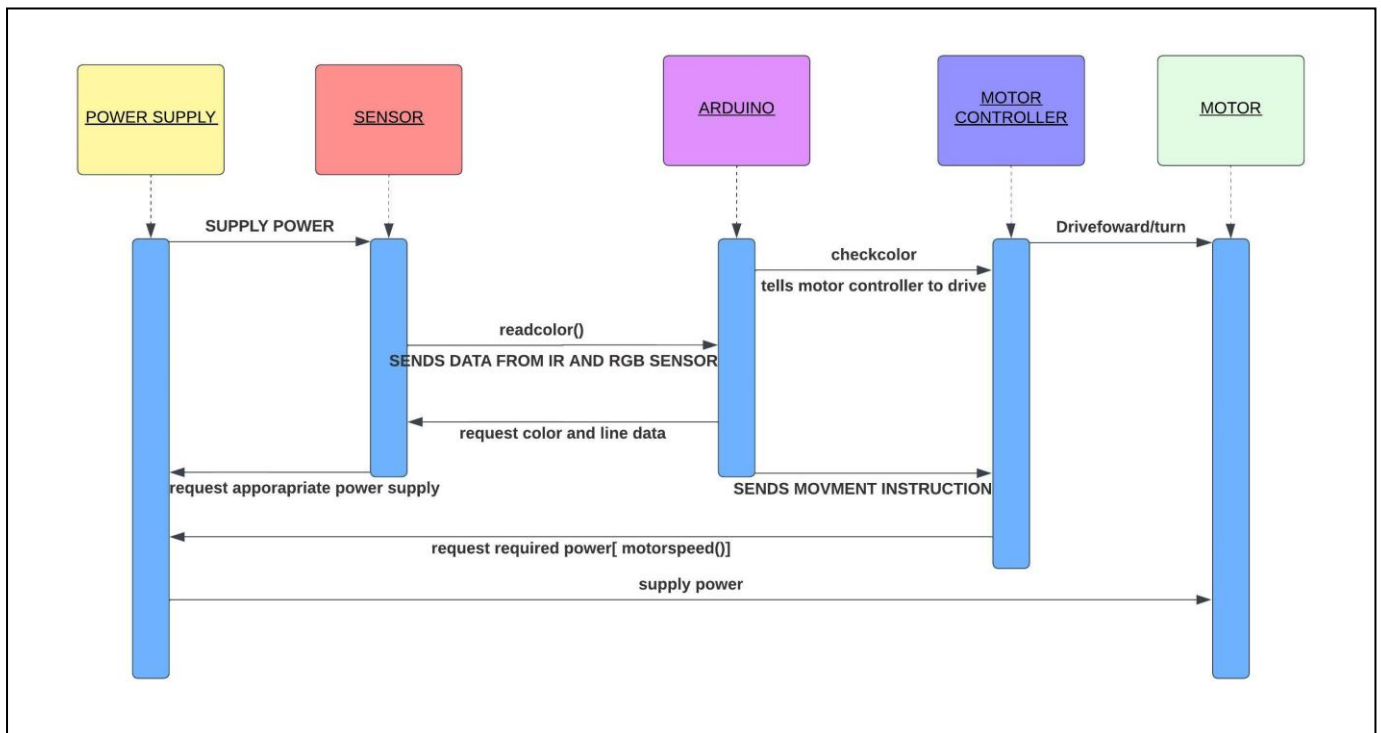 POWER SUPPLY
SENSOR
ARDUINO
MOTOR
CONTROLLER
MOTOR
SUPPLY POWER
Drivefoward/turn
checkcolor
tells motor controller to drive
readcolor()
SENDS DATA FROM IR AND RGB SENSOR
request color and line data
request apporapriate power supply
SENDS MOVMENT INSTRUCTION
request required power[ motorspeed()]
supply power